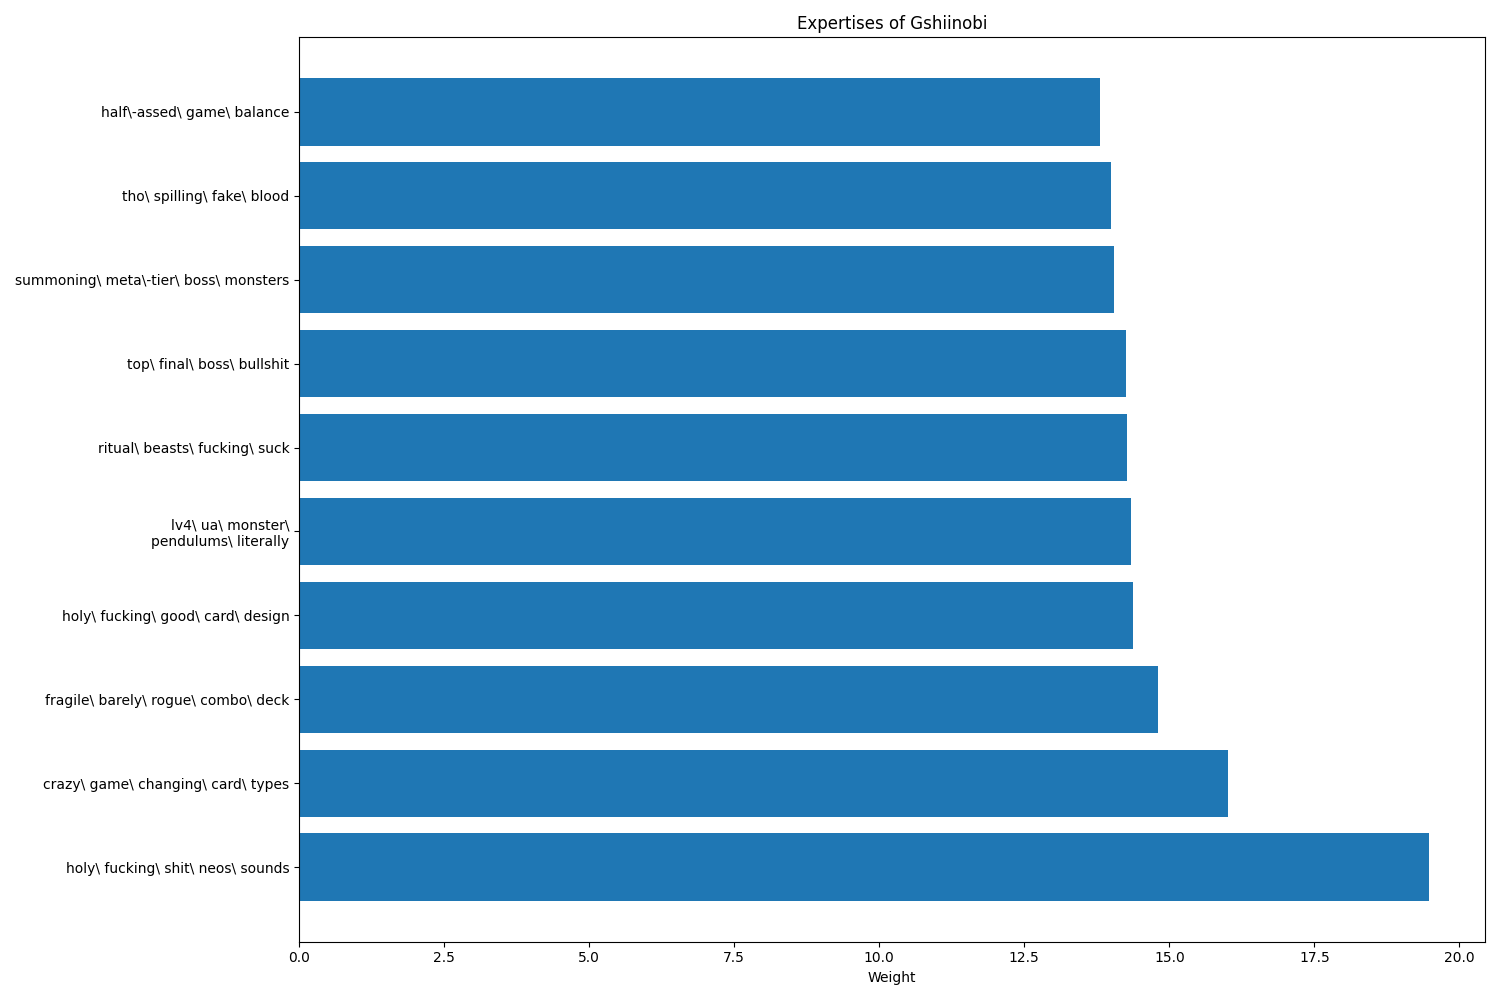 Expertises of Gshiinobi
half\-assed\ game\ balance
tho\ spilling\ fake\ blood
summoning\ meta\-tier\ boss\ monsters
top\ final\ boss\ bullshit
ritual\ beasts\ fucking\ suck
lv4\ ua\ monster\
pendulums\ literally
holy\ fucking\ good\ card\ design
fragile\ barely\ rogue\ combo\ deck
crazy\ game\ changing\ card\ types
holy\ fucking\ shit\ neos\ sounds
0.0 2.5 5.0 7.5 10.0 12.5 15.0 17.5 20.0
Weight